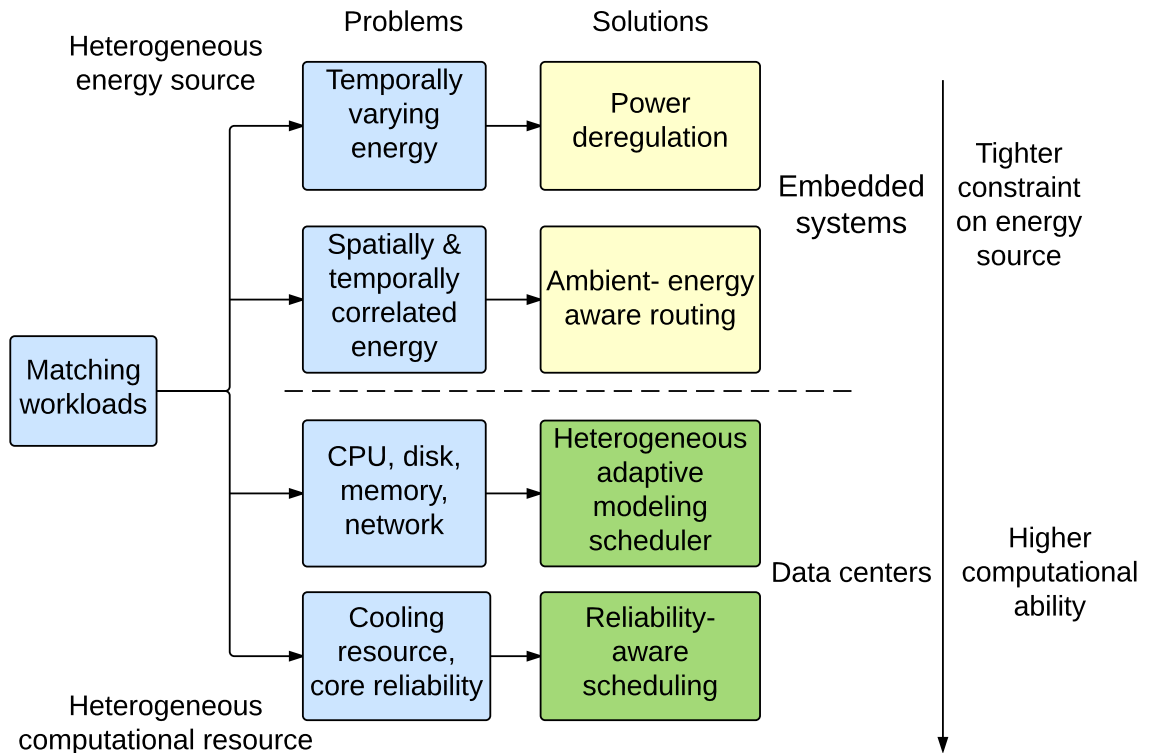 Problems
Solutions
Heterogeneous
energy source
Temporally
varying
energy
Power
deregulation
Tighter
constraint
on energy
source
Embedded
systems
Spatially &
temporally
correlated
energy
Ambient- energy
aware routing
Matching
workloads
CPU, disk,
memory,
network
Heterogeneous
adaptive
modeling
scheduler
Data centers
Higher
computational
ability
Cooling
resource,
core reliability
Reliability-
aware
scheduling
Heterogeneous
computational resource